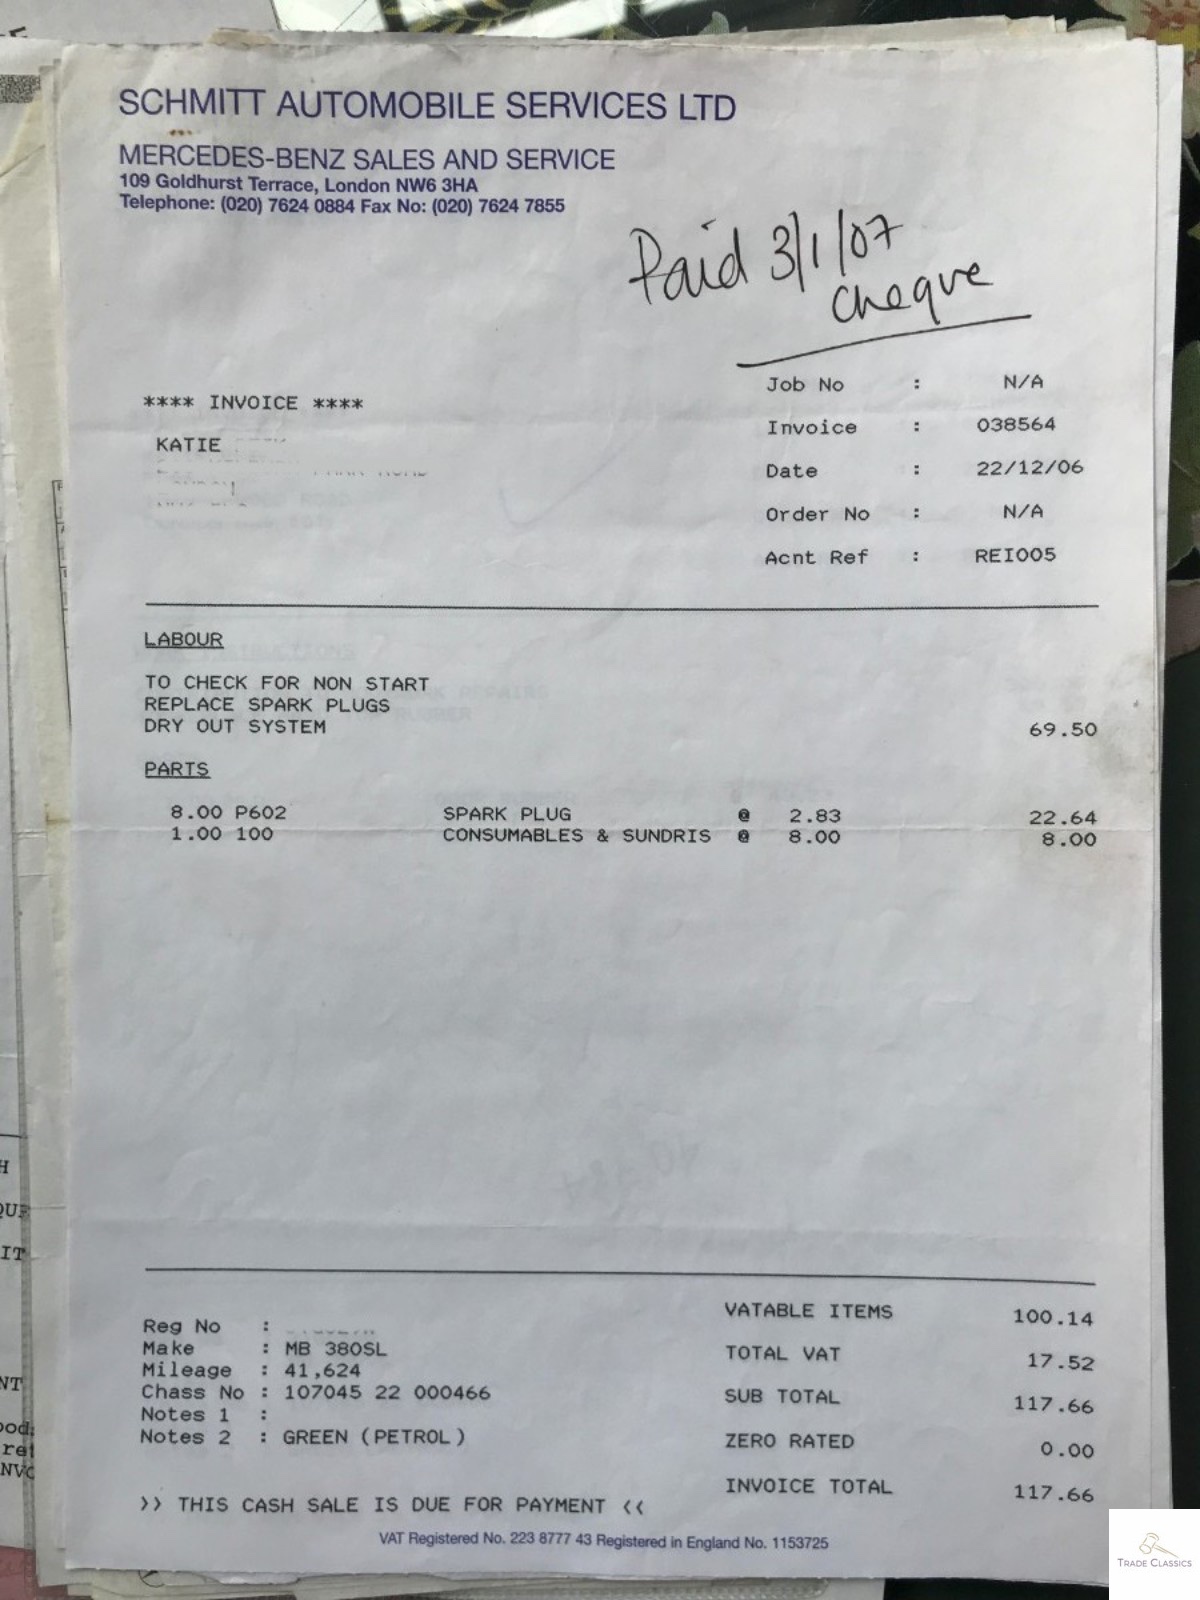 SCHMITT AUTOMOBILE SERVICES LTD
MERCEDES-BENZ SALES AND SERVICE
109 Goldhurst Terrace, London NW6 3HA
Telephone: (020) 7624 0884 Fax No: (020) 7624 7855
Paid 3/1/07
cheque
**** INVOICE ****
KATIE
Job No : N/A
Invoice : 038564
Date : 22/12/06
Order No : N/A
Acnt Ref : REI005
LABOUR
TO CHECK FOR NON START
REPLACE SPARK PLUGS
DRY OUT SYSTEM 69.50
PARTS
8.00 P602 SPARK PLUG @ 2.83 22.64
1.00 100 CONSUMABLES & SUNDRIS @ 8.00 8.00
Reg No :
Make : MB 380SL
Mileage : 41,624
Chass No : 107045 22 000466
Notes 1 :
Notes 2 : GREEN (PETROL)
VATABLE ITEMS 100.14
TOTAL VAT 17.52
SUB TOTAL 117.66
ZERO RATED 0.00
INVOICE TOTAL 117.66
>> THIS CASH SALE IS DUE FOR PAYMENT <<
VAT Registered No. 223 8777 43 Registered in England No. 1153725
TRADE CLASSICS